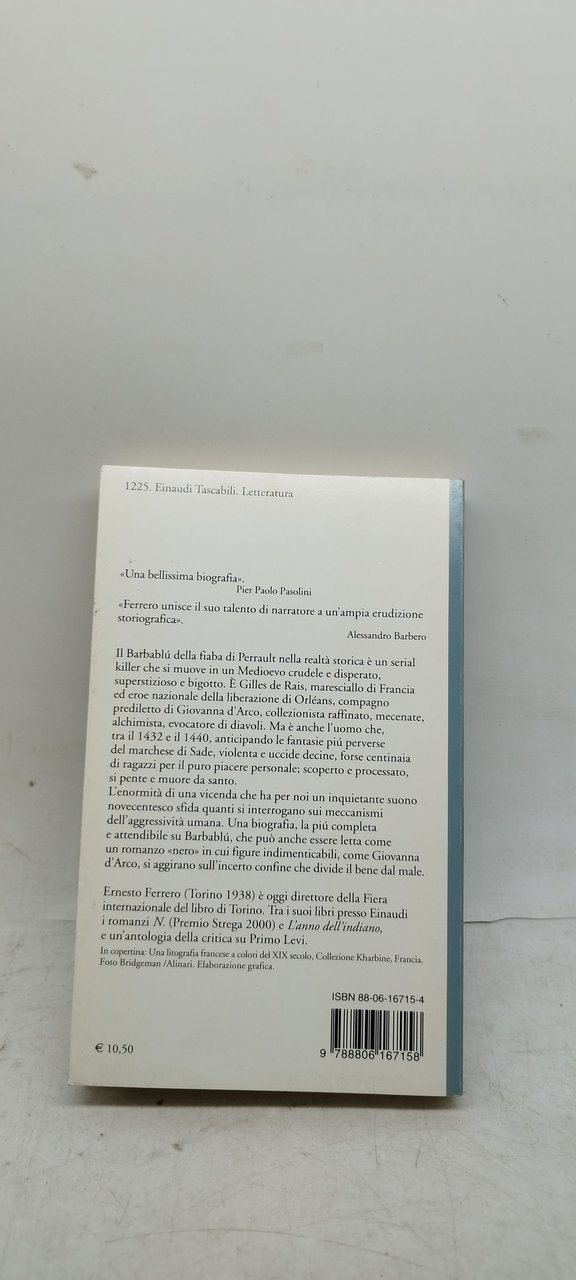 1225. Einaudi Tascabili. Letteratura
«Una bellissima biografia».
Pier Paolo Pasolini
«Ferrero unisce il suo talento di narratore a un'ampia erudizione
storiografica».
Alessandro Barbero
Il Barbablú della fiaba di Perrault nella realtà storica è un serial
killer che si muove in un Medioevo crudele e disperato,
superstizioso e bigotto. È Gilles de Rais, maresciallo di Francia
ed eroe nazionale della liberazione di Orléans, compagno
prediletto di Giovanna d'Arco, collezionista raffinato, mecenate,
alchimista, evocatore di diavoli. Ma è anche l'uomo che,
tra il 1432 e il 1440, anticipando le fantasie piú perverse
del marchese di Sade, violenta e uccide decine, forse centinaia
di ragazzi per il puro piacere personale; scoperto e processato,
si pente e muore da santo.
L'enormità di una vicenda che ha per noi un inquietante suono
novecentesco sfida quanti si interrogano sui meccanismi
dell'aggressività umana. Una biografia, la piú completa
e attendibile su Barbablú, che può anche essere letta come
un romanzo «nero» in cui figure indimenticabili, come Giovanna
d'Arco, si aggirano sull'incerto confine che divide il bene dal male.
Ernesto Ferrero (Torino 1938) è oggi direttore della Fiera
internazionale del libro di Torino. Tra i suoi libri presso Einaudi
i romanzi N. (Premio Strega 2000) e L'anno dell'indiano,
e un'antologia della critica su Primo Levi.
In copertina: Una litografia francese a colori del XIX secolo, Collezione Kharbine, Francia.
Foto Bridgeman /Alinari. Elaborazione grafica.
ISBN 88-06-16715-4
€ 10,50
9 788806 167158